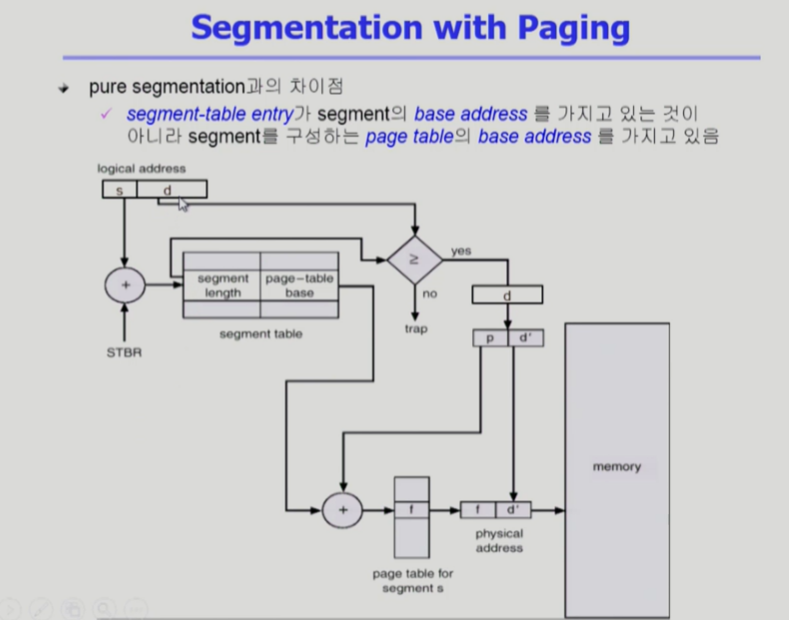 Segmentation with Paging
pure segmentation과의 차이점
segment-table entry가 segment의 base address 를 가지고 있는 것이
아니라 segment를 구성하는 page table의 base address 를 가지고 있음
logical address
s d
≥
yes
no
trap
+
segment length
page-table base
segment table
STBR
d
p d'
memory
+
f
f d'
physical
address
page table for
segment s